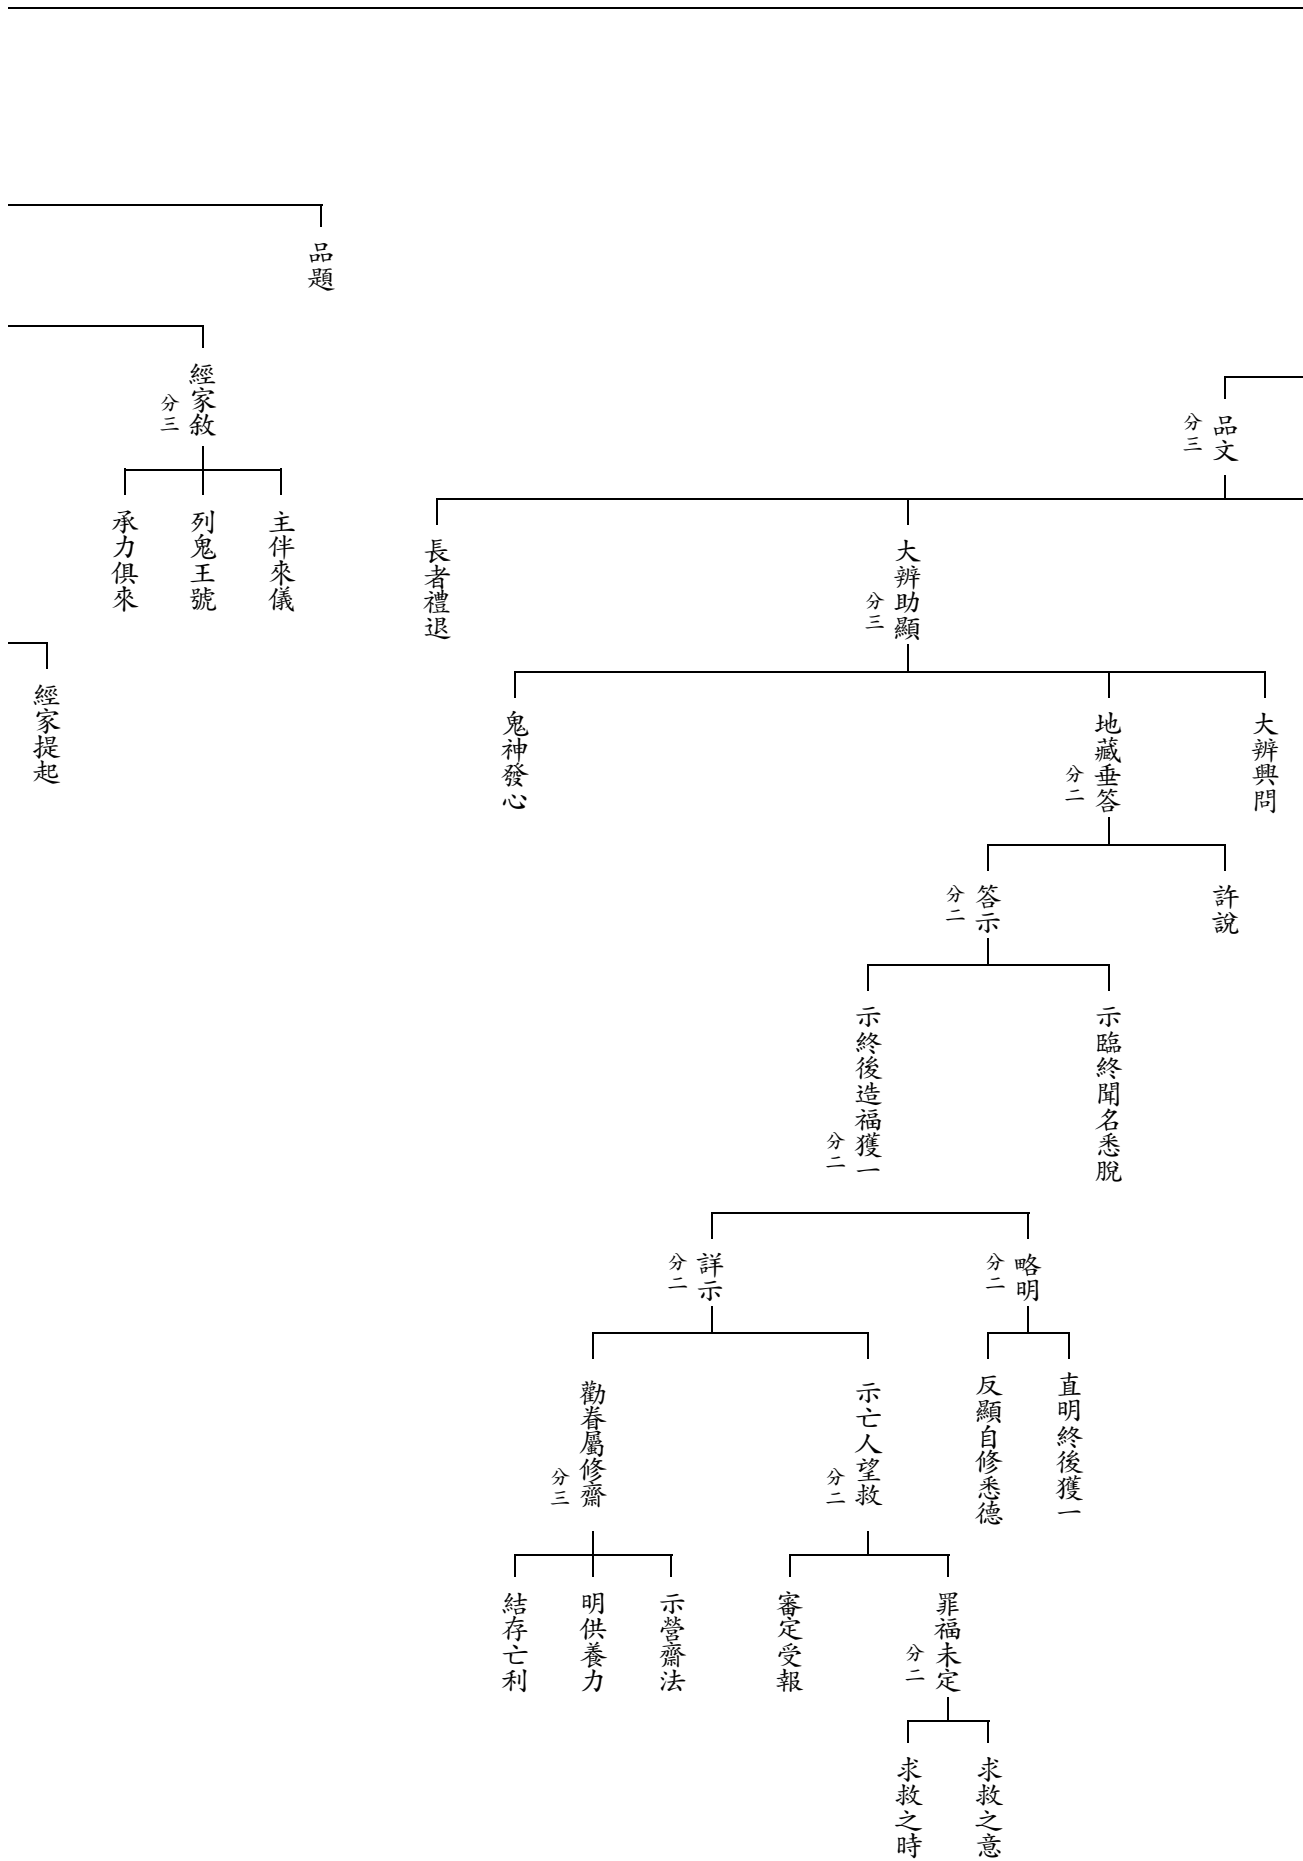 品文
分三
大辨助顯
分三
大辨興問
地藏垂答
分二
許說
答示
分二
示臨終聞名悉脫
示終後造福獲一
分二
略明
分二
直明終後獲一
反顯自修悉德
詳示
分二
示亡人望救
分二
罪福未定
分二
求救之意
求救之時
審定受報
勸眷屬修齋
分三
示營齋法
明供養力
結存亡利
鬼神發心
長者禮退
品題
經家敘
分三
主伴來儀
列鬼王號
承力俱來
經家提起